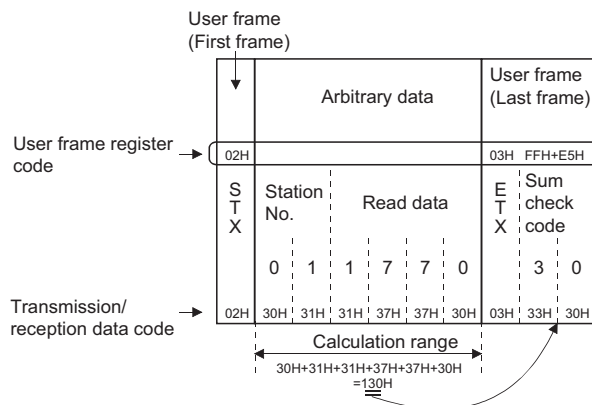 User frame
(First frame)
Arbitrary data
User frame
(Last frame)
User frame register
code
02H
03H FFH+E5H
S
T
X
Station
No.
Read data
E
T
X
Sum
check
code
0 1 1 7 7 0 3 0
Transmission/
reception data code
02H 30H 31H 31H 37H 37H 30H 03H 33H 30H
Calculation range
30H+31H+31H+37H+37H+30H
=130H